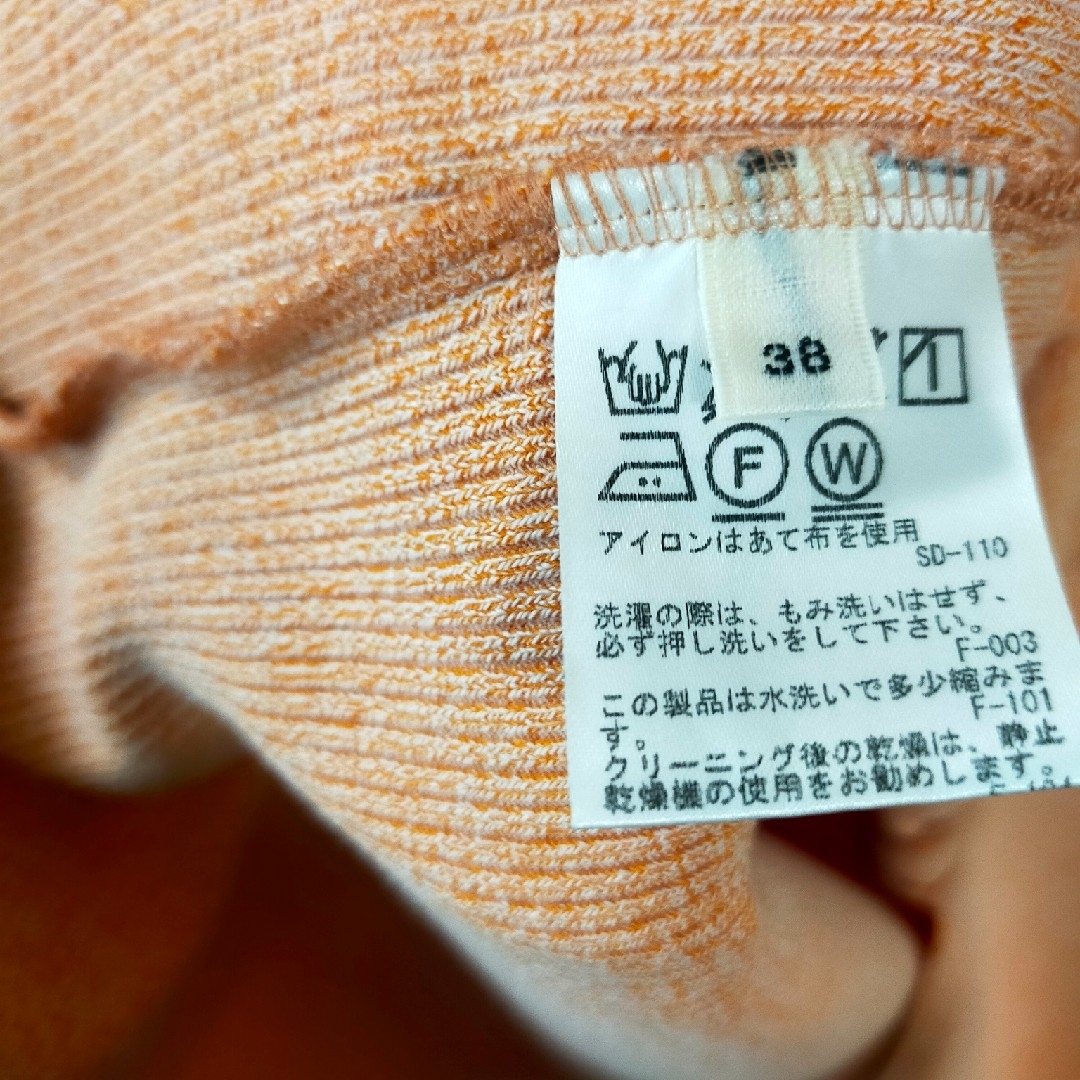 38
F W
アイロンはあて布を使用
SD-110
洗濯の際は、もみ洗いはせず、
必ず押し洗いをして下さい。
F-003
この製品は水洗いで多少縮みま
す。
F-101
クリーニング後の乾燥は、静止
乾燥機の使用をお勧めします。